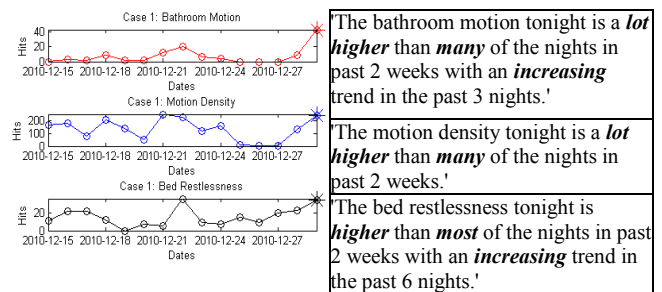 Case 1: Bathroom Motion
40
20
0
Hits
2010-12-15 2010-12-18 2010-12-21 2010-12-24 2010-12-27
Dates
Case 1: Motion Density
200
100
0
Hits
2010-12-15 2010-12-18 2010-12-21 2010-12-24 2010-12-27
Dates
Case 1: Bed Restlessness
20
0
Hits
2010-12-15 2010-12-18 2010-12-21 2010-12-24 2010-12-27
Dates
'The bathroom motion tonight is a lot
higher than many of the nights in
past 2 weeks with an increasing
trend in the past 3 nights.'
'The motion density tonight is a lot
higher than many of the nights in
past 2 weeks.'
'The bed restlessness tonight is
higher than most of the nights in past
2 weeks with an increasing trend in
the past 6 nights.'